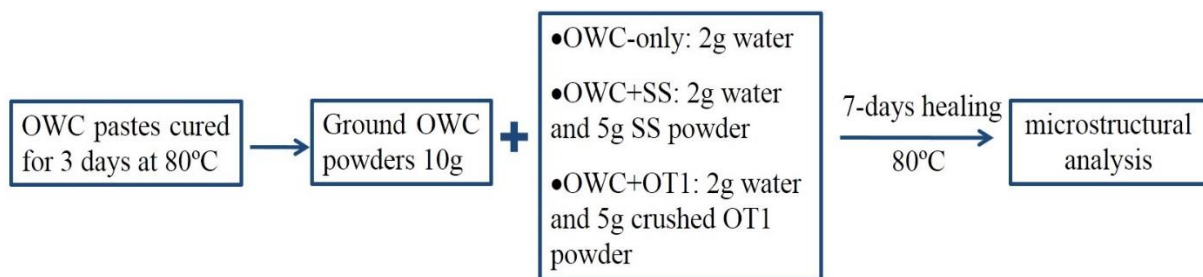 OWC pastes cured
for 3 days at 80ºC
Ground OWC
powders 10g
+
•OWC-only: 2g water
•OWC+SS: 2g water
and 5g SS powder
•OWC+OT1: 2g water
and 5g crushed OT1
powder
7-days healing
80ºC
microstructural
analysis